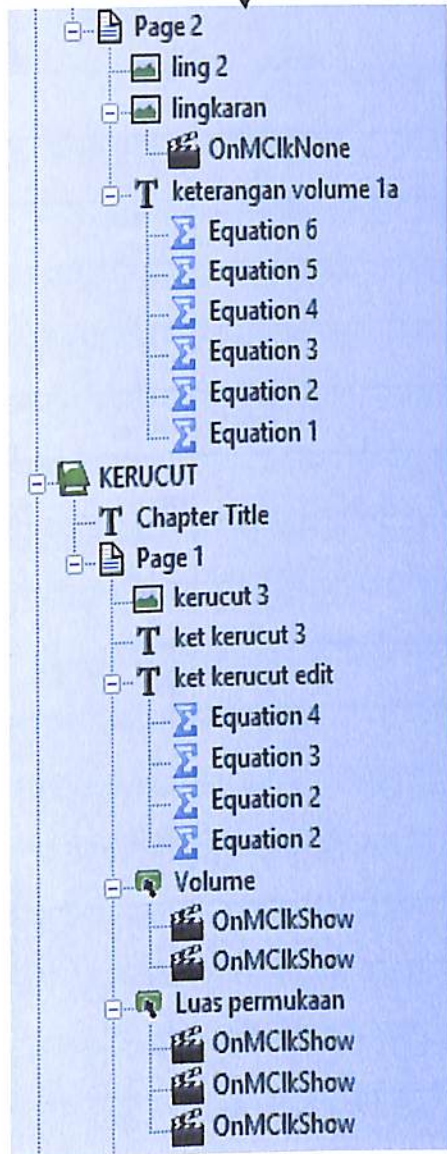 Page 2
ling 2
lingkaran
OnMClkNone
keterangan volume 1a
Equation 6
Equation 5
Equation 4
Equation 3
Equation 2
Equation 1
KERUCUT
Chapter Title
Page 1
kerucut 3
ket kerucut 3
ket kerucut edit
Equation 4
Equation 3
Equation 2
Equation 2
Volume
OnMClkShow
OnMClkShow
Luas permukaan
OnMClkShow
OnMClkShow
OnMClkShow